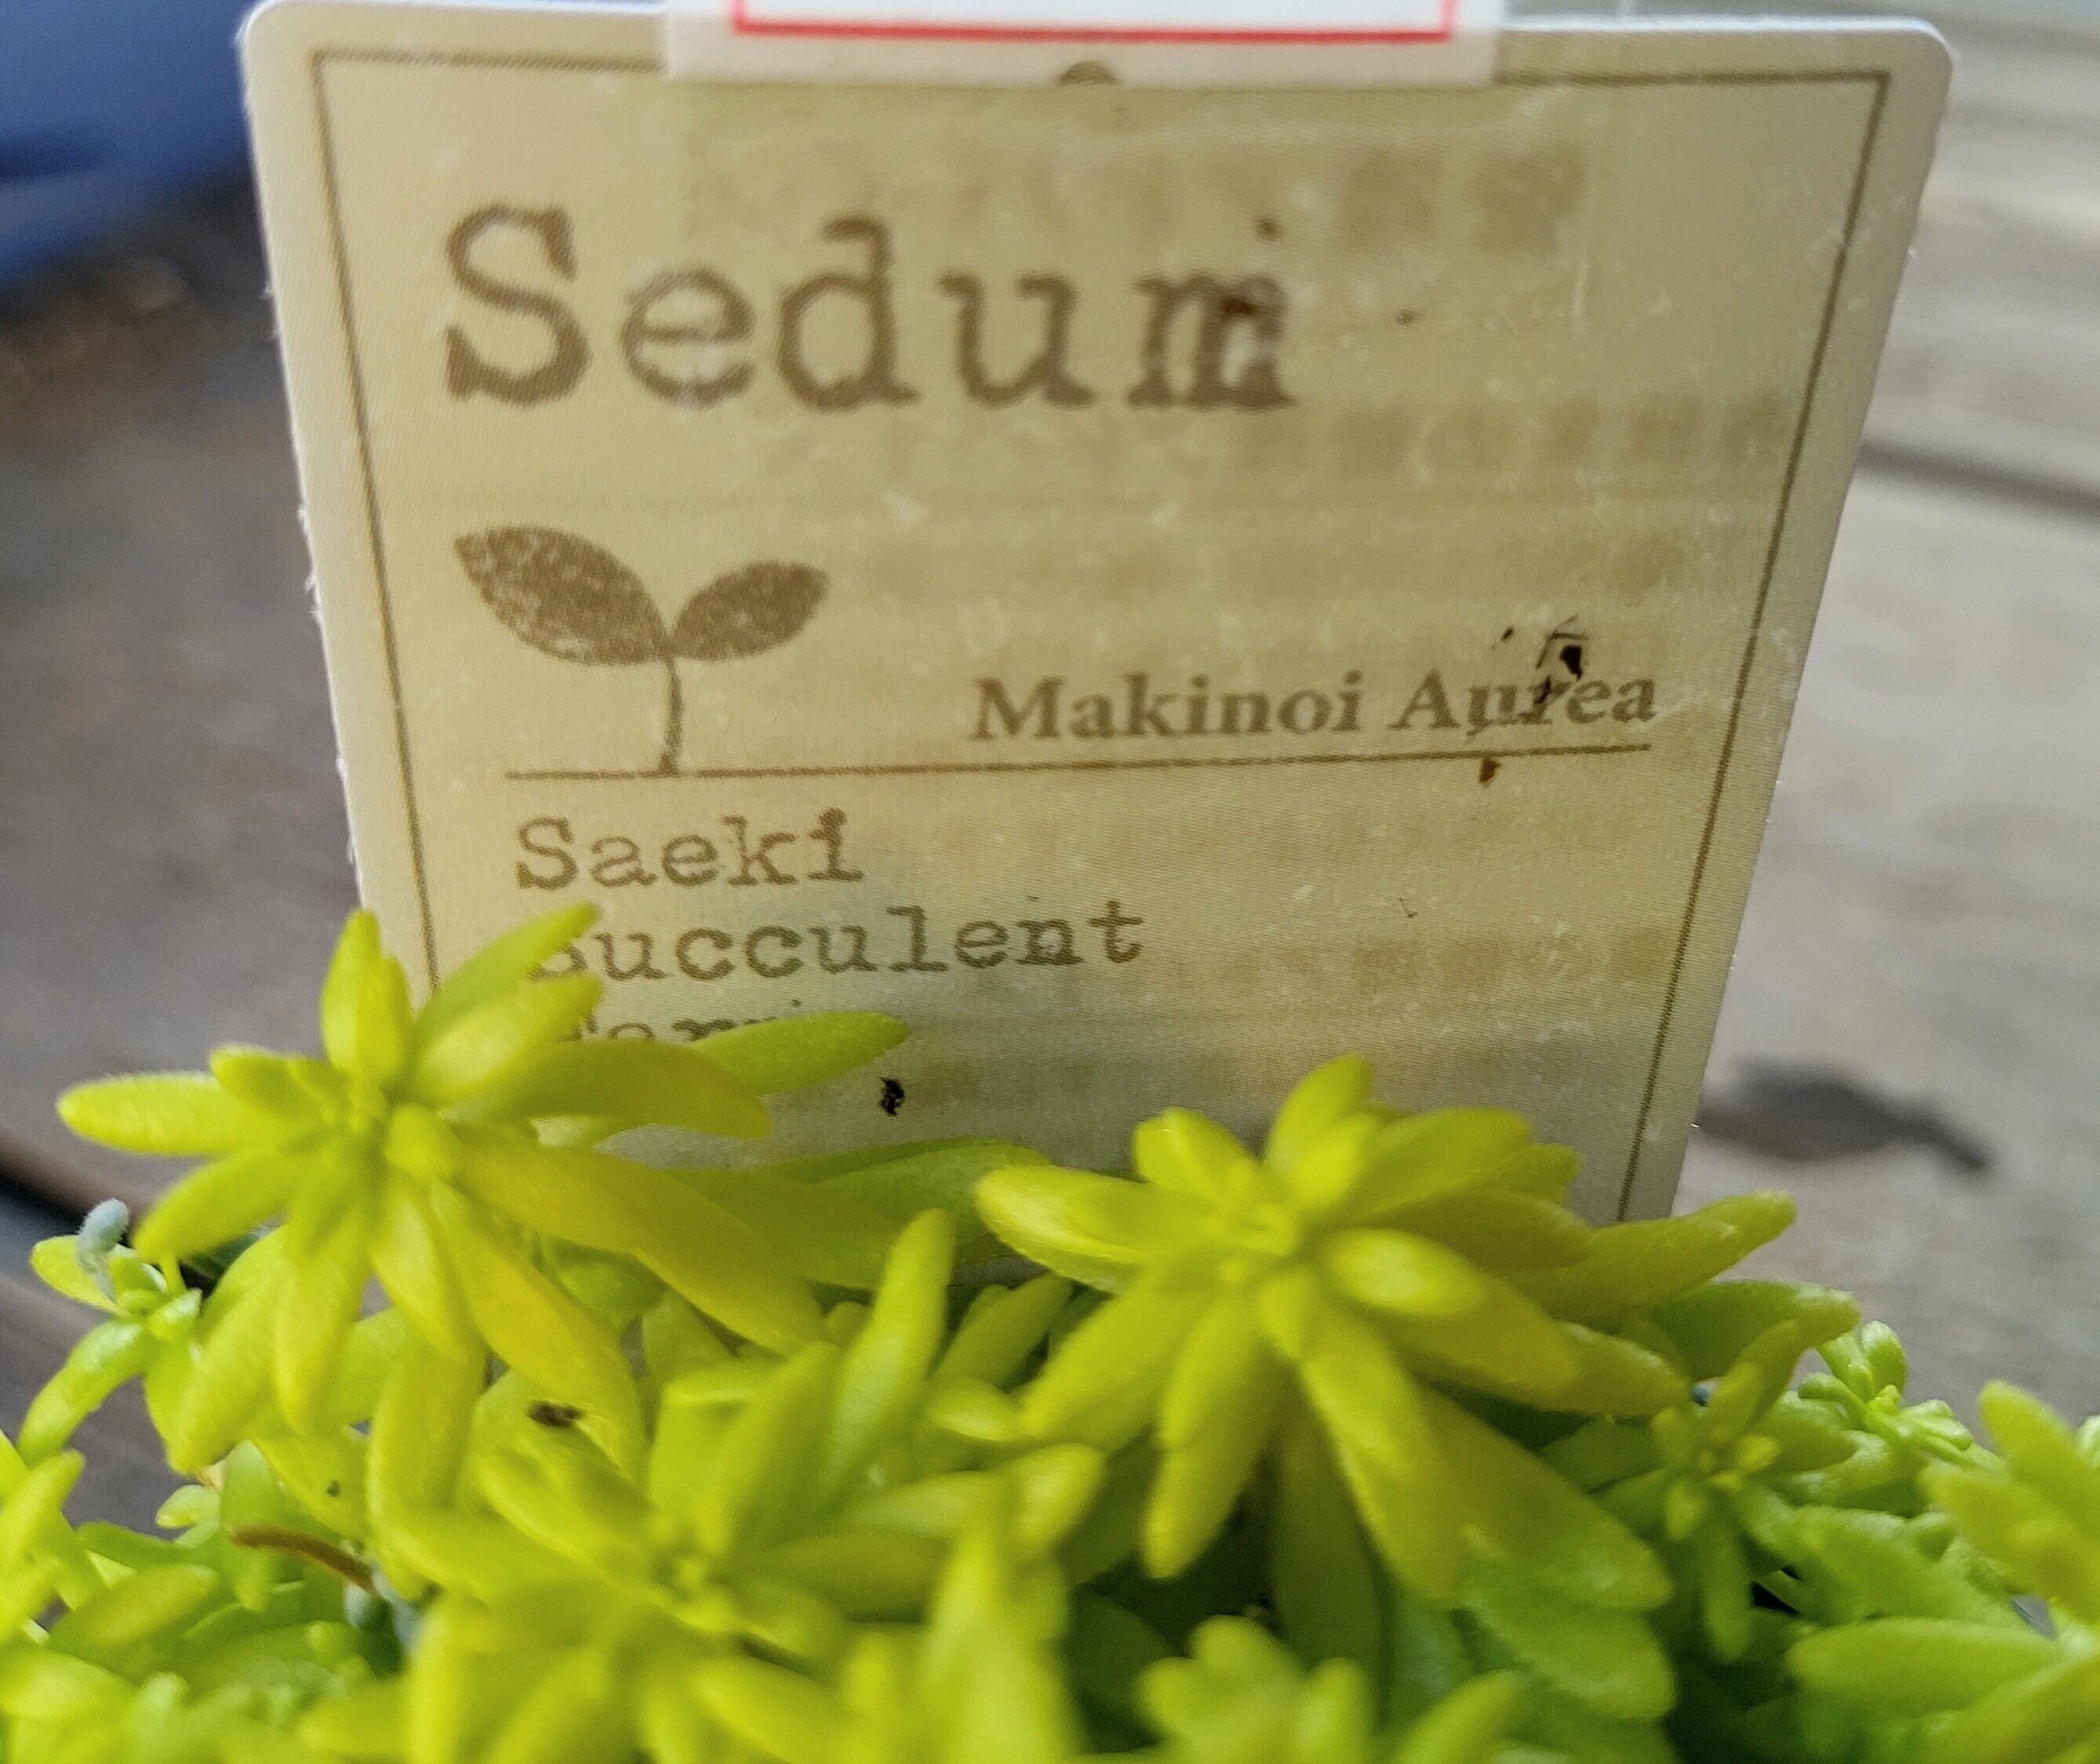 Sedum
Makinoi Aurea
Saeki
Succulent